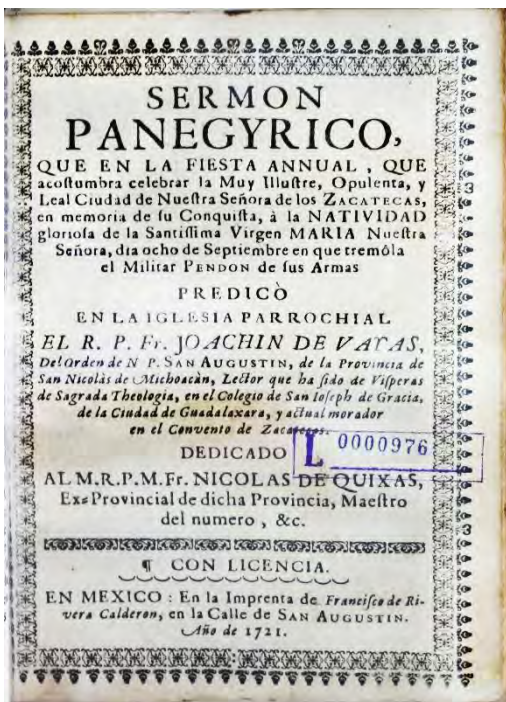 SERMON
PANEGYRICO,
QUE EN LA FIESTA ANNUAL, QUE
acoſtumbra celebrar la Muy Illuſtre, Opulenta, y
Leal Ciudad de Nueſtra Señora de los ZACATECAS,
en memoria de ſu Conquiſta, à la NATIVIDAD
glorioſa de la Santiſſima Virgen MARIA Nueſtra
Señora, dia ocho de Septiembre en que tremôla
el Militar PENDON de ſus Armas
PREDICÒ
EN LA IGLESIA PARROCHIAL
EL R. P. Fr. JOACHIN DE VAYAS,
Del Orden de N P. SAN AUGUSTIN, de la Provincia de
San Nicolàs de Michoacàn, Lector que ha ſido de Viſperas
de Sagrada Theologia, en el Colegio de San Ioſeph de Gracia,
de la Ciudad de Guadalaxara, y actual morador
en el Convento de Zacatecas.
DEDICADO
L 0000976
AL M.R.P.M.Fr. NICOLAS DE QUIXAS,
Ex=Provincial de dicha Provincia, Maeſtro
del numero, &c.
¶ CON LICENCIA.
EN MEXICO: En la Imprenta de Franciſco de Ri-
vera Calderon, en la Calle de SAN AUGUSTIN.
Año de 1721.